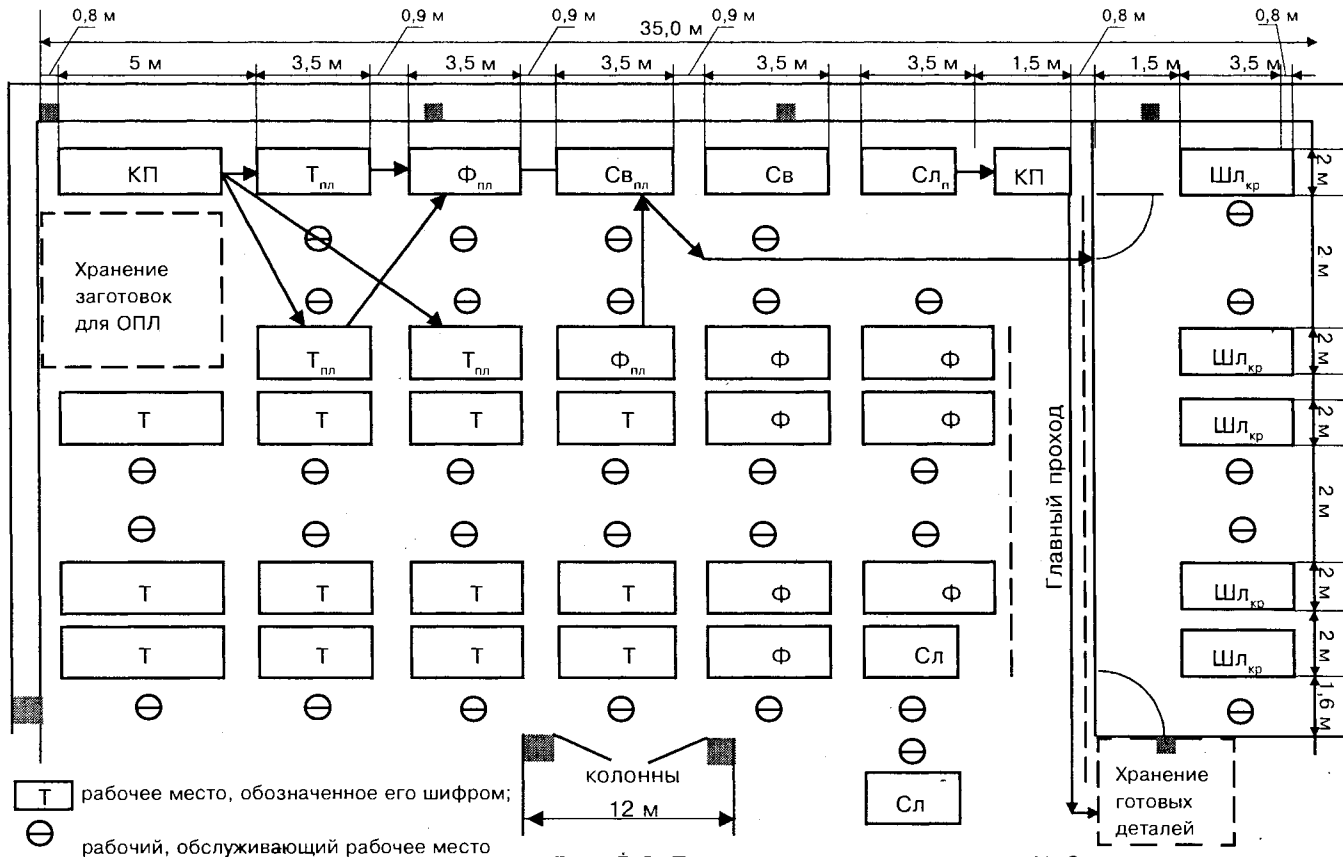 0,8 м 0,9 м 0,9 м 0,9 м 0,8 м 0,8 м
35,0 м
5 м 3,5 м 3,5 м 3,5 м 3,5 м 3,5 м 1,5 м 1,5 м 3,5 м
КП Тпл Фпл Свпл Св Слп КП Шлкр
2 м
Хранение
заготовок
для ОПЛ
2 м
Тпл Тпл Фпл Ф Ф Шлкр
2 м
Т Т Т Т Ф Ф Шлкр
2 м
Главный проход
2 м
Т Т Т Т Ф Ф Шлкр
2 м
Т Т Т Т Ф Сл Шлкр
2 м
1,6 м
колонны
12 м
Сл
Хранение
готовых
деталей
Т рабочее место, обозначенное его шифром;
рабочий, обслуживающий рабочее место